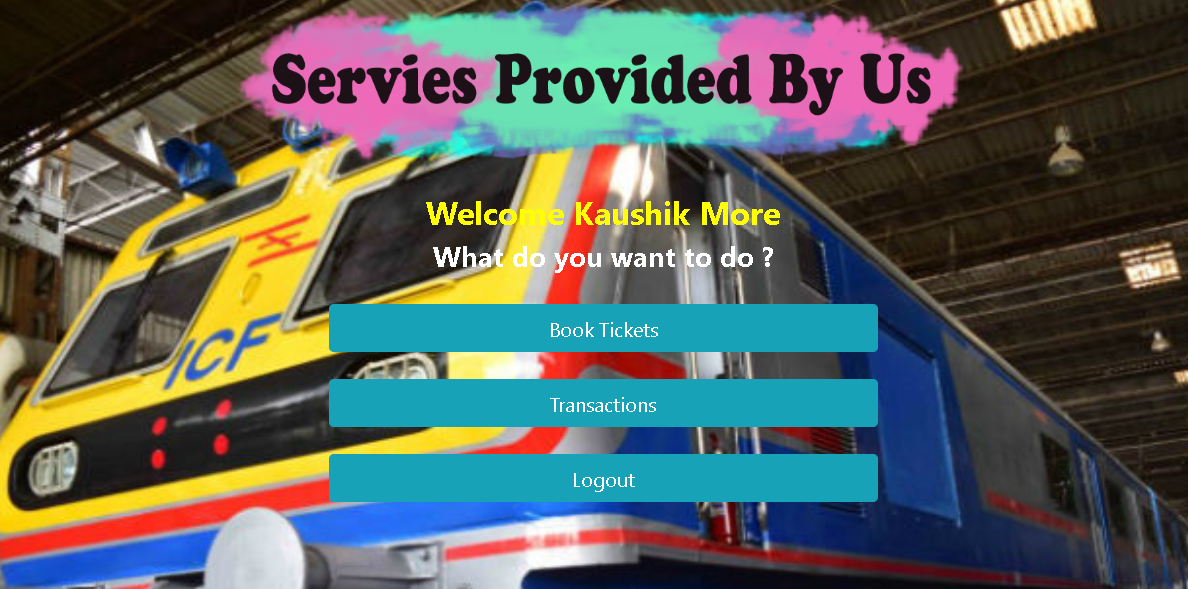 Servies Provided By Us
Welcome Kaushik More
What do you want to do ?
ICF
Book Tickets
Transactions
Logout